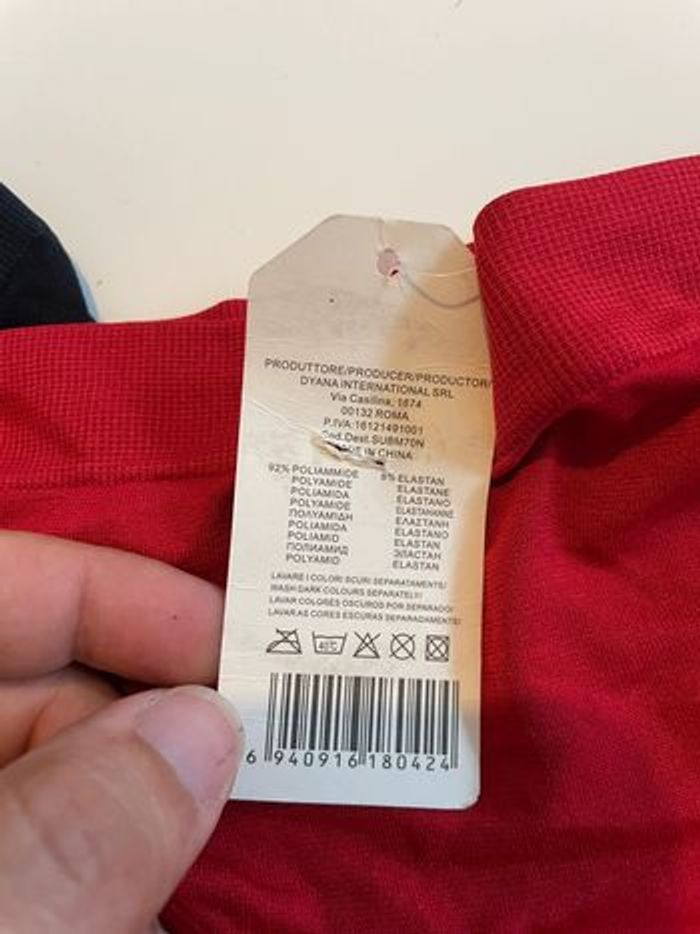 PRODUTTORE/PRODUCER/PRODUCTOR/
DYANA INTERNATIONAL SRL
Via Casilina, 1674
00132 ROMA
P.IVA:16121491001
Cod.Dest.SUBM70N
MADE IN CHINA
92% POLIAMMIDE 8% ELASTAN
POLYAMIDE ELASTANE
POLIAMIDA ELASTANO
POLYAMIDE ELASTAHANNE
ΠΟΛΥΑΜΙΔΗ ΕΛΑΣΤΑΝΗ
POLIAMIDA ELASTANO
POLIAMID ELASTAN
ПОЛИАМИД ЭЛАСТАН
POLYAMID ELASTAN
LAVARE I COLORI SCURI SEPARATAMENTE!
WASH DARK COLOURS SEPARATELY!!
LAVAR COLORES OSCUROS POR SEPARADO!
LAVAR AS CORES ESCURAS SEPARADAMENTE!
40°C
6 940916 180424